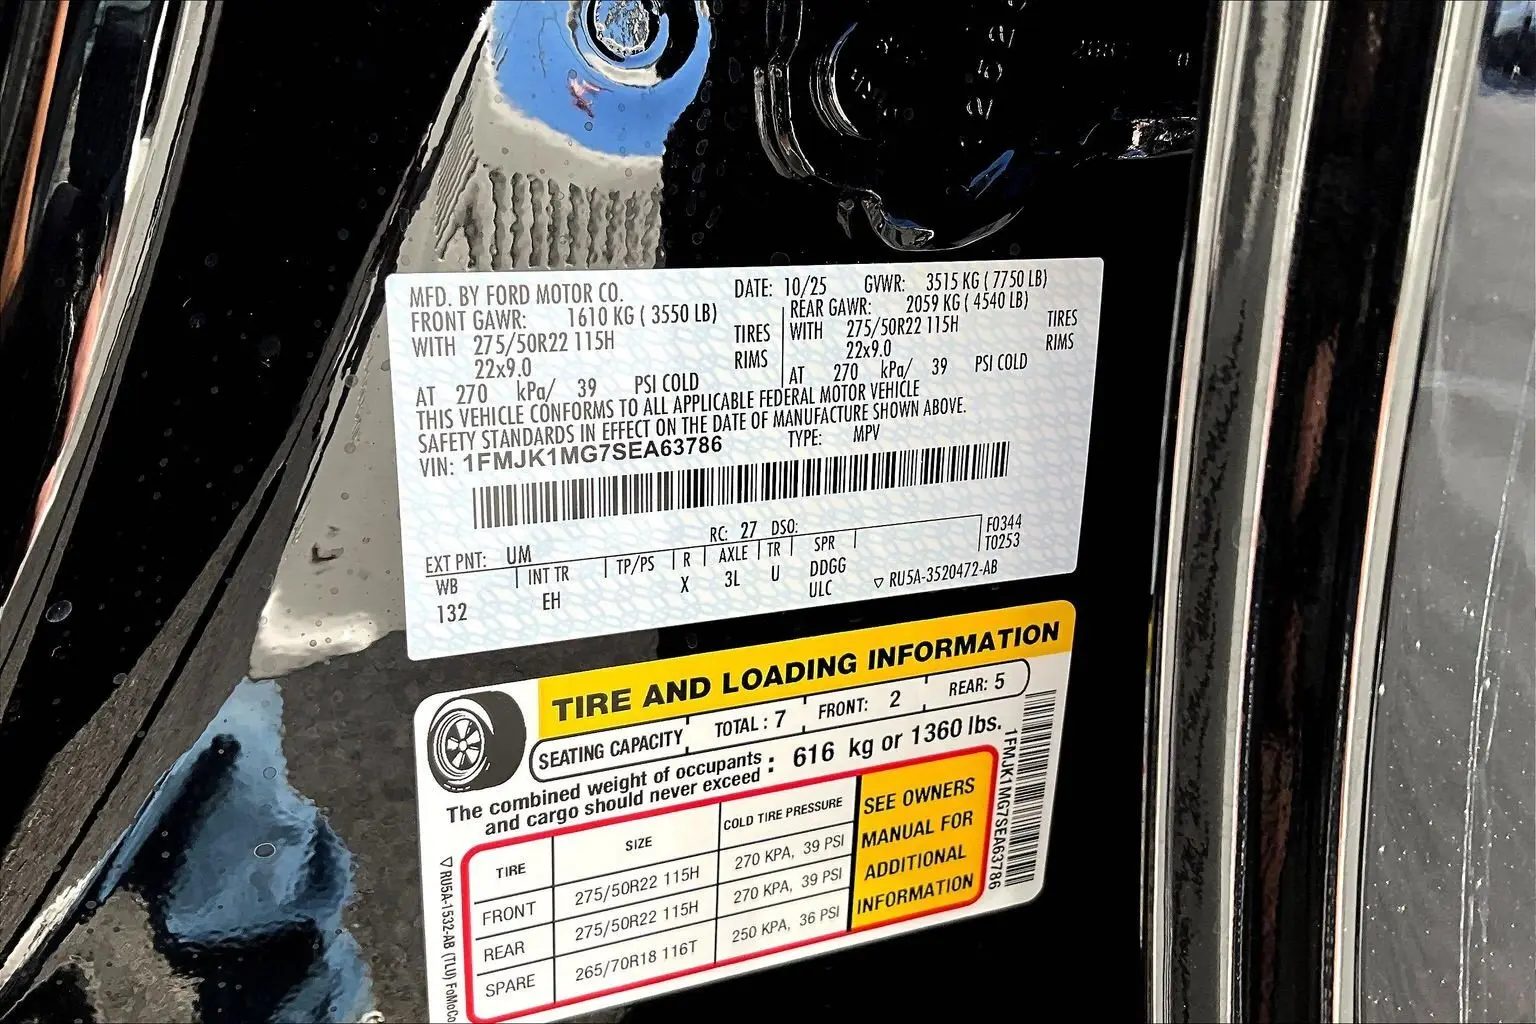 MFD. BY FORD MOTOR CO. DATE: 10/25 GVWR: 3515 KG ( 7750 LB)
FRONT GAWR: 1610 KG ( 3550 LB) REAR GAWR: 2059 KG ( 4540 LB)
WITH 275/50R22 115H TIRES WITH 275/50R22 115H TIRES
22x9.0 RIMS 22x9.0 RIMS
AT 270 kPa/ 39 PSI COLD AT 270 kPa/ 39 PSI COLD
THIS VEHICLE CONFORMS TO ALL APPLICABLE FEDERAL MOTOR VEHICLE
SAFETY STANDARDS IN EFFECT ON THE DATE OF MANUFACTURE SHOWN ABOVE.
VIN: 1FMJK1MG7SEA63786 TYPE: MPV
EXT PNT: UM RC: 27 DSO: F0344
WB INT TR TP/PS R AXLE TR SPR T0253
132 EH X 3L U DDGG
ULC ▽ RU5A-3520472-AB
TIRE AND LOADING INFORMATION
SEATING CAPACITY TOTAL : 7 FRONT: 2 REAR: 5
The combined weight of occupants and cargo should never exceed : 616 kg or 1360 lbs.
TIRE SIZE COLD TIRE PRESSURE
FRONT 275/50R22 115H 270 KPA, 39 PSI
REAR 275/50R22 115H 270 KPA, 39 PSI
SPARE 265/70R18 116T 250 KPA, 36 PSI
SEE OWNERS
MANUAL FOR
ADDITIONAL
INFORMATION
1FMJK1MG7SEA63786
▽RU5A-1532-AB (TLU) FoMoCo